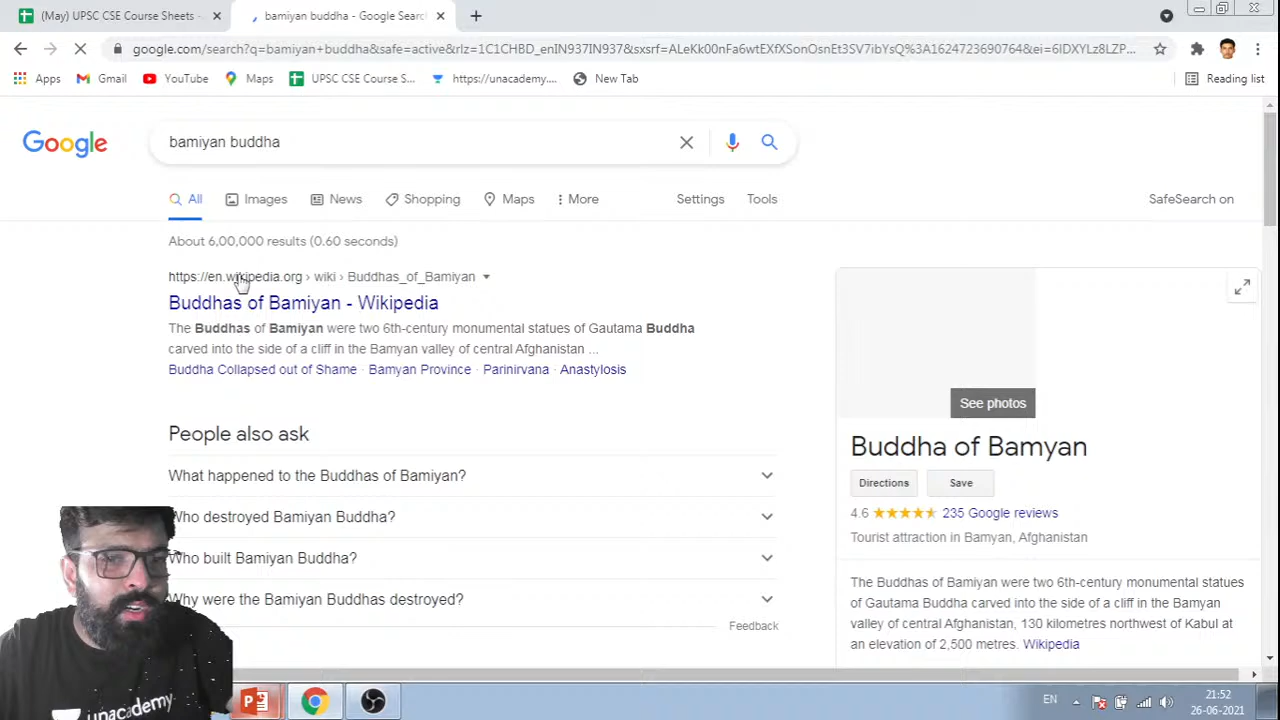 (May) UPSC CSE Course Sheets -
bamiyan buddha - Google Searc
google.com/search?q=bamiyan+buddha&safe=active&rlz=1C1CHBD_enIN937IN937&sxsrf=ALeKk00nFa6wtEXfXSonOsnEt3SV7ibYsQ%3A1624723690764&ei=6lDXYLz8LZP...
Apps Gmail YouTube Maps UPSC CSE Course S... https://unacademy.... New Tab Reading list
Google
bamiyan buddha
All Images News Shopping Maps More Settings Tools SafeSearch on
About 6,00,000 results (0.60 seconds)
https://en.wikipedia.org › wiki › Buddhas_of_Bamiyan
Buddhas of Bamiyan - Wikipedia
The Buddhas of Bamiyan were two 6th-century monumental statues of Gautama Buddha
carved into the side of a cliff in the Bamyan valley of central Afghanistan ...
Buddha Collapsed out of Shame · Bamyan Province · Parinirvana · Anastylosis
People also ask
What happened to the Buddhas of Bamiyan?
Who destroyed Bamiyan Buddha?
Who built Bamiyan Buddha?
Why were the Bamiyan Buddhas destroyed?
Feedback
See photos
Buddha of Bamyan
Directions Save
4.6 235 Google reviews
Tourist attraction in Bamyan, Afghanistan
The Buddhas of Bamiyan were two 6th-century monumental statues
of Gautama Buddha carved into the side of a cliff in the Bamyan
valley of central Afghanistan, 130 kilometres northwest of Kabul at
an elevation of 2,500 metres. Wikipedia
unacademy
EN
21:52
26-06-2021